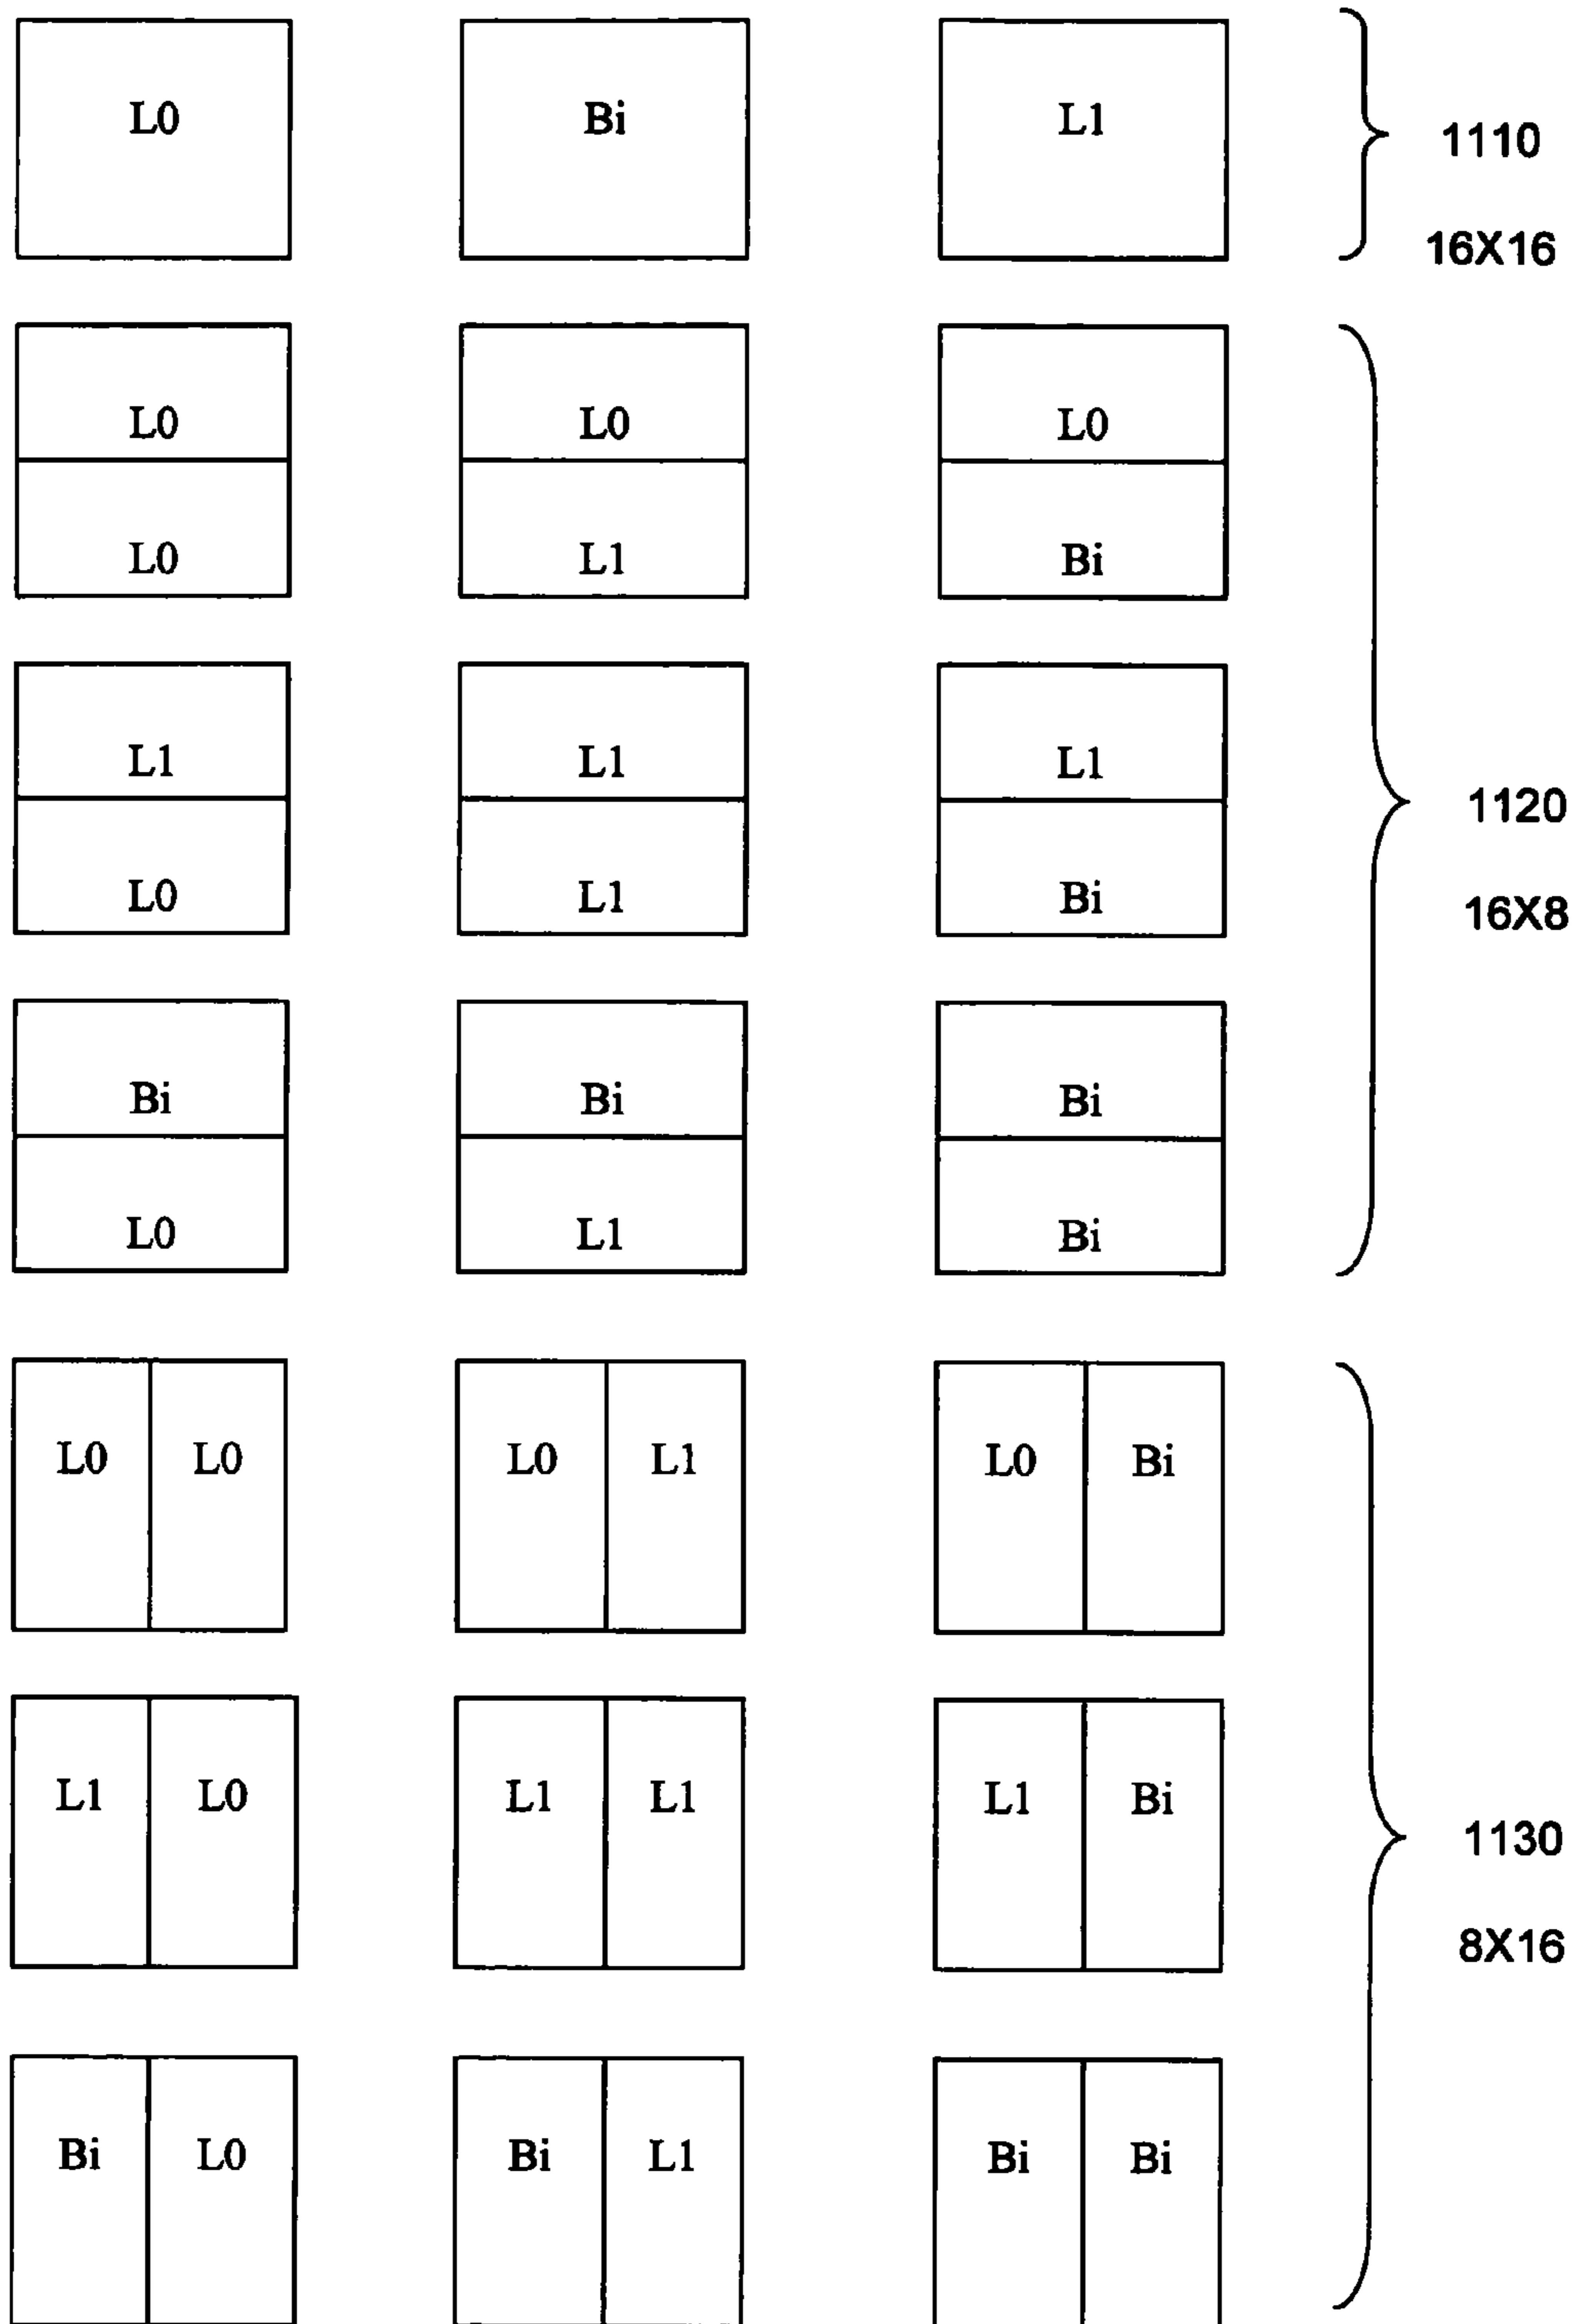 L0 Bi L1 1110
16X16
L0 L0 L0
L0 L1 Bi
L1 L1 L1
1120
L0 L1 Bi
16X8
Bi Bi Bi
L0 L1 Bi
L0 L0 L0 L1 L0 Bi
L1 L0 L1 L1 L1 Bi
1130
8X16
Bi L0 Bi L1 Bi Bi